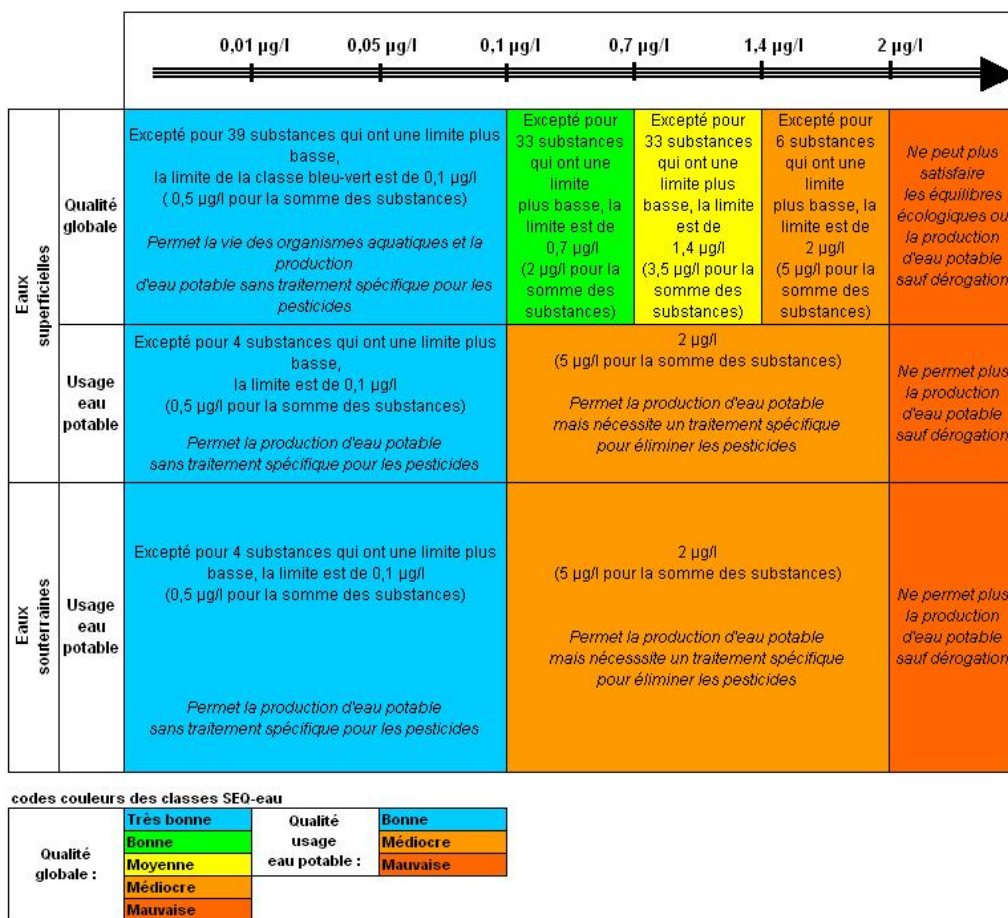 0,01 µg/l 0,05 µg/l 0,1 µg/l 0,7 µg/l 1,4 µg/l 2 µg/l
Eaux
superficielles
Qualité
globale
Excepté pour 39 substances qui ont une limite plus
basse,
la limite de la classe bleu-vert est de 0,1 µg/l
( 0,5 µg/l pour la somme des substances)
Permet la vie des organismes aquatiques et la
production
d'eau potable sans traitement spécifique pour les
pesticides
Excepté pour
33 substances
qui ont une
limite
plus basse, la
limite est de
0,7 µg/l
(2 µg/l pour la
somme des
substances)
Excepté pour
33 substances
qui ont une
limite plus
basse, la limite
est de
1,4 µg/l
(3,5 µg/l pour la
somme des
substances)
Excepté pour
6 substances
qui ont une
limite
plus basse, la
limite est de
2 µg/l
(5 µg/l pour la
somme des
substances)
Ne peut plus
satisfaire
les équilibres
écologiques ou
la production
d'eau potable
sauf dérogation
Usage
eau
potable
Excepté pour 4 substances qui ont une limite plus
basse,
la limite est de 0,1 µg/l
(0,5 µg/l pour la somme des substances)
Permet la production d'eau potable
sans traitement spécifique pour les pesticides
2 µg/l
(5 µg/l pour la somme des substances)
Permet la production d'eau potable
mais nécessite un traitement spécifique
pour éliminer les pesticides
Ne permet plus
la production
d'eau potable
sauf dérogation
Eaux
souterraines
Usage
eau
potable
Excepté pour 4 substances qui ont une limite plus
basse, la limite est de 0,1 µg/l
(0,5 µg/l pour la somme des substances)
Permet la production d'eau potable
sans traitement spécifique pour les pesticides
2 µg/l
(5 µg/l pour la somme des substances)
Permet la production d'eau potable
mais nécesssite un traitement spécifique
pour éliminer les pesticides
Ne permet plus
la production
d'eau potable
sauf dérogation
codes couleurs des classes SEQ-eau
Qualité
globale :
Très bonne
Bonne
Moyenne
Médiocre
Mauvaise
Qualité
usage
eau potable :
Bonne
Médiocre
Mauvaise